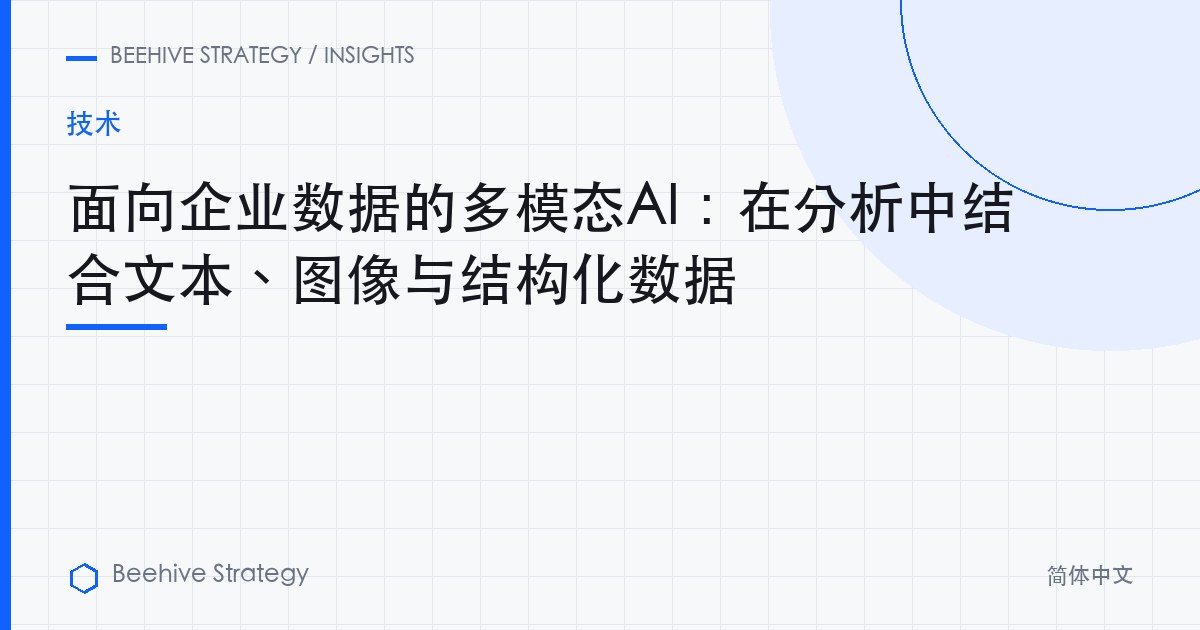 BEEHIVE STRATEGY / INSIGHTS
技术
面向企业数据的多模态AI：在分析中结
合文本、图像与结构化数据
Beehive Strategy
简体中文